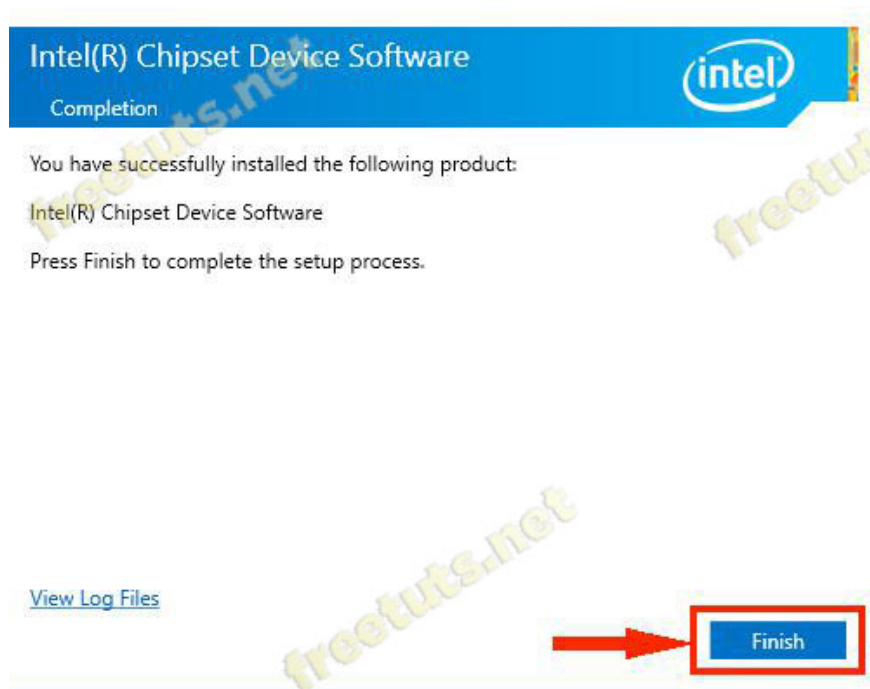 Intel(R) Chipset Device Software
intel
Completion
freetuts.net
You have successfully installed the following product:
Intel(R) Chipset Device Software
freetuts
Press Finish to complete the setup process.
freetuts.net
View Log Files
Finish